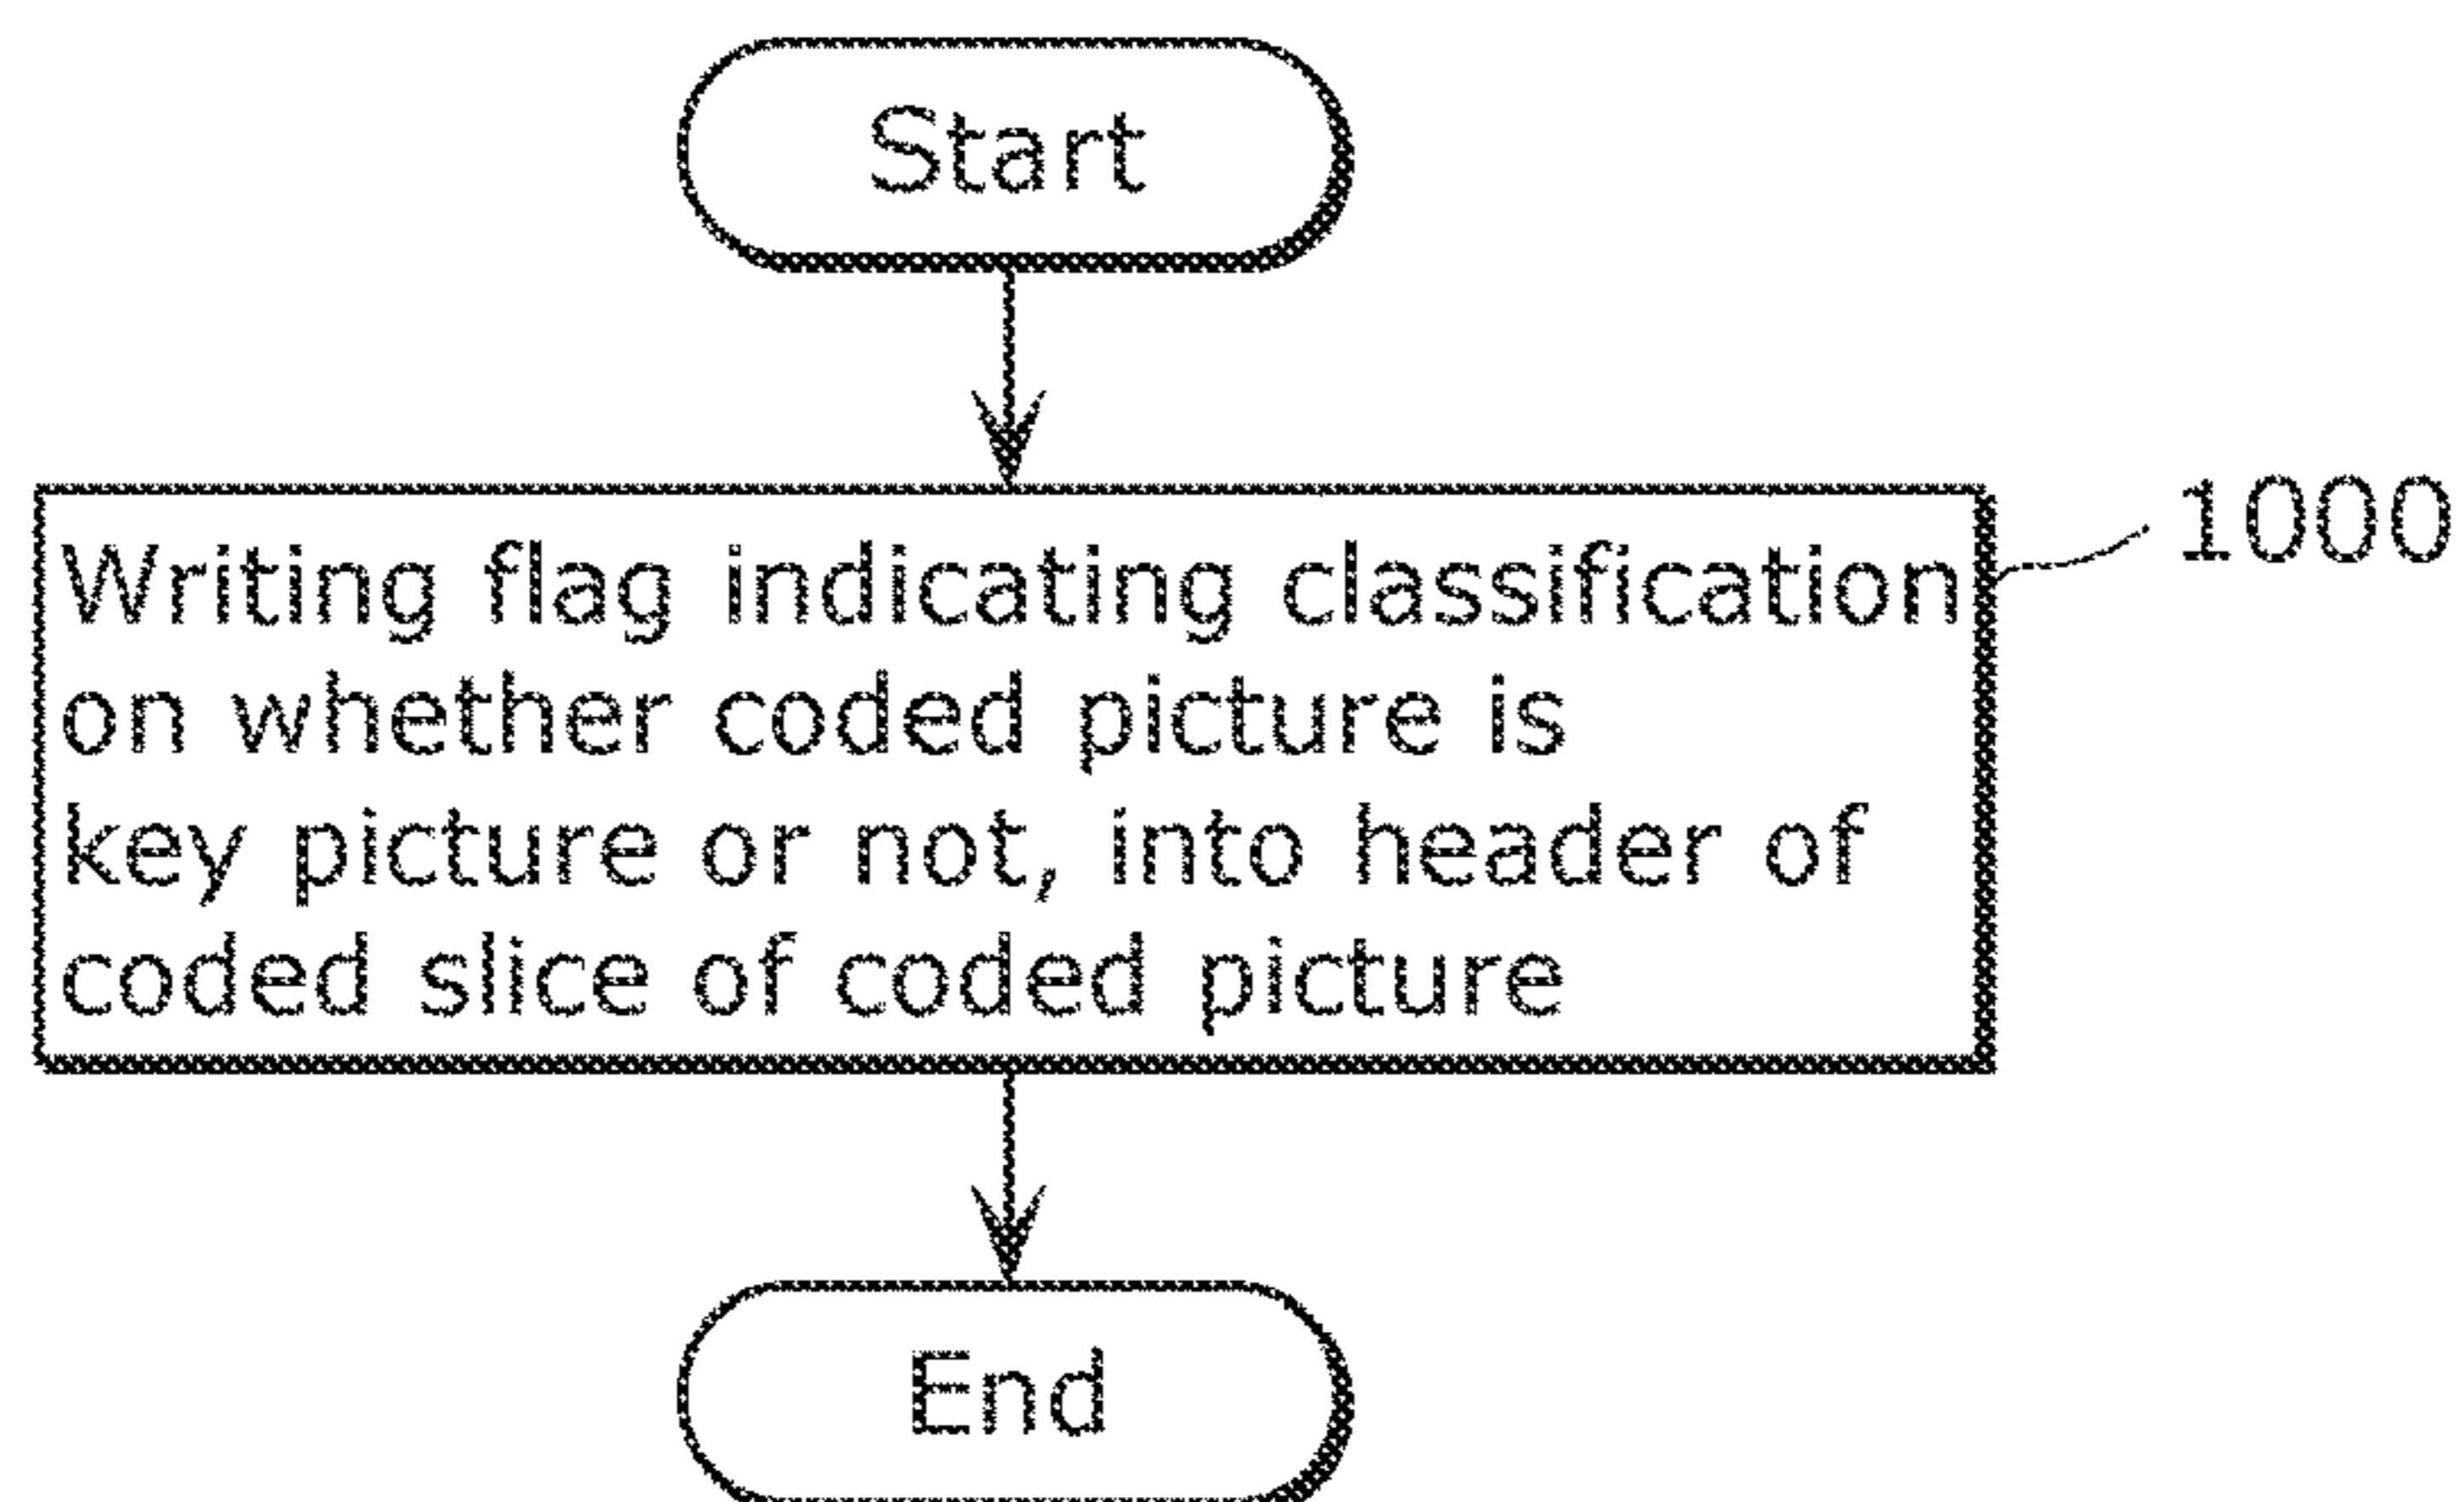 Start
Writing flag indicating classification
on whether coded picture is
key picture or not, into header of
coded slice of coded picture
1000
End